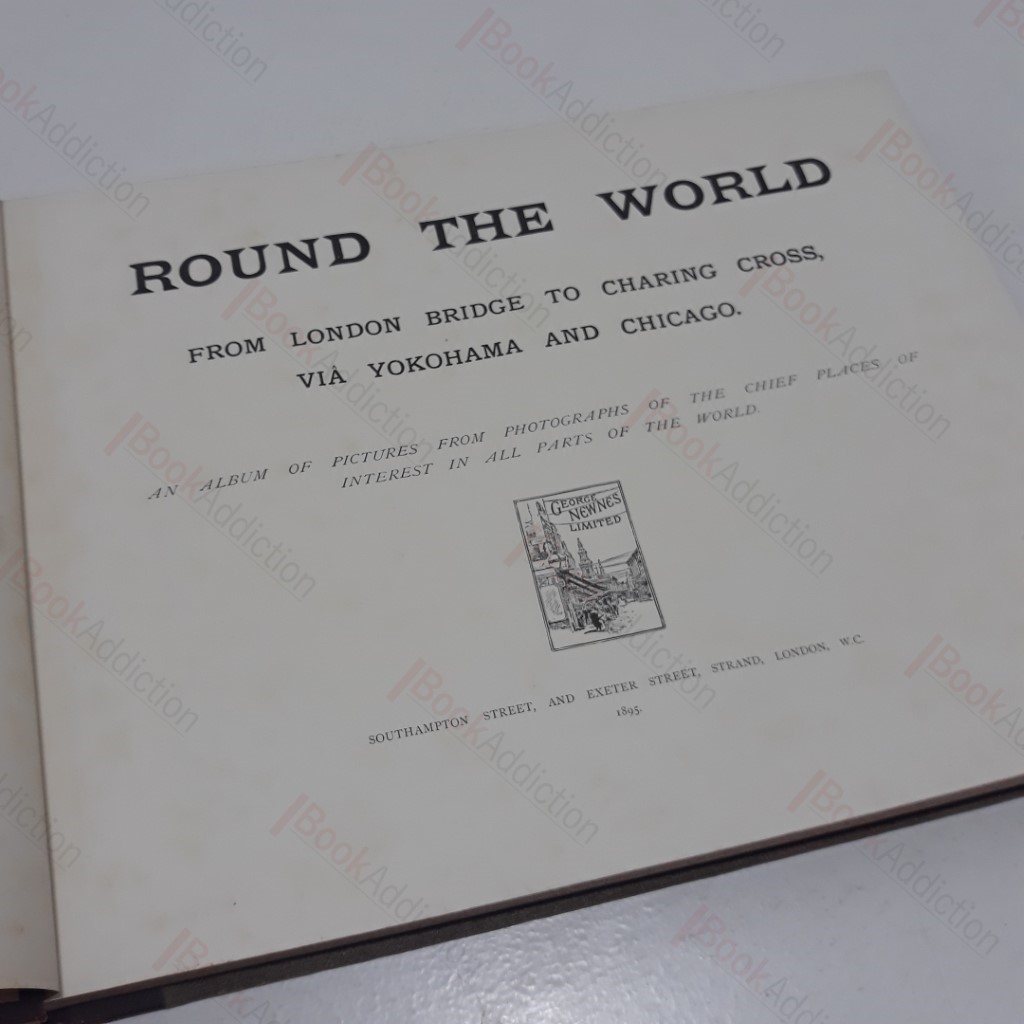 ROUND THE WORLD
FROM LONDON BRIDGE TO CHARING CROSS,
VIÂ YOKOHAMA AND CHICAGO.
AN ALBUM OF PICTURES FROM PHOTOGRAPHS OF THE CHIEF PLACES OF
INTEREST IN ALL PARTS OF THE WORLD.
GEORGE
NEWNES
LIMITED
SOUTHAMPTON STREET, AND EXETER STREET, STRAND, LONDON, W.C.
1895.
BookAddiction